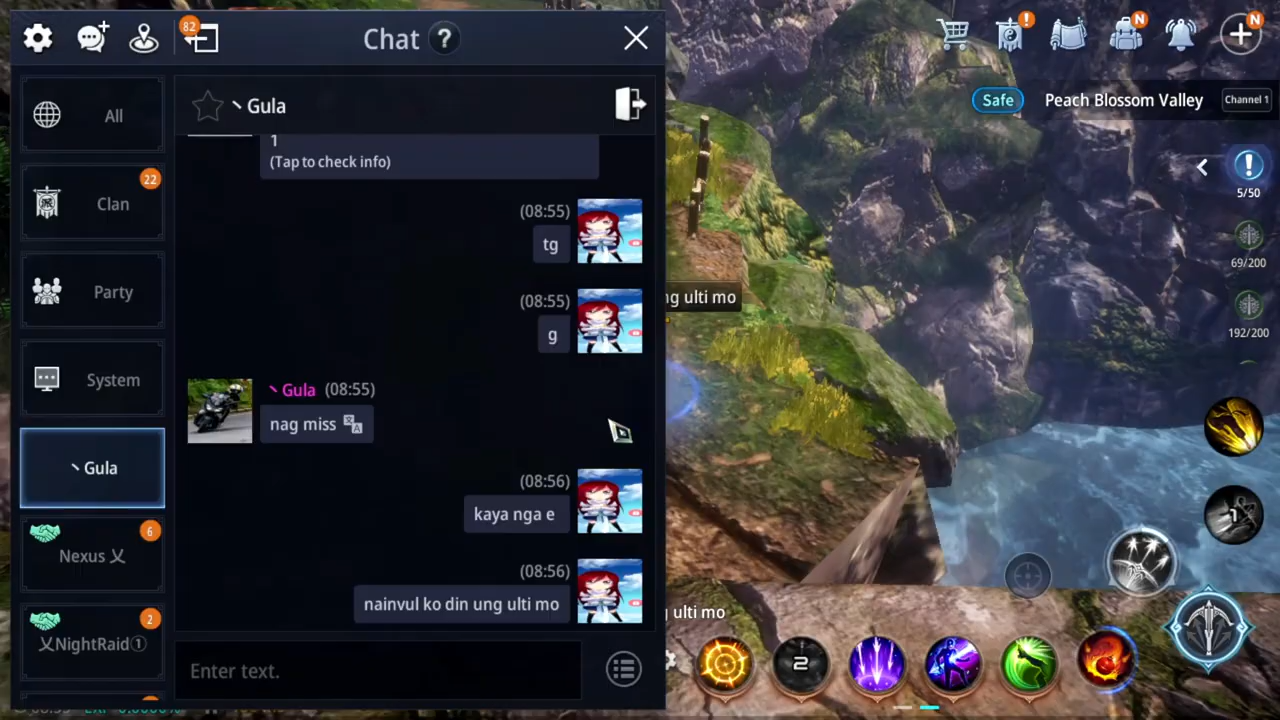 82
Chat ?
All
Clan
22
Party
System
ヽGula
Nexus 乂
6
乂NightRaid①
2
ヽGula
1
(Tap to check info)
(08:55)
tg
(08:55)
g
ヽGula (08:55)
nag miss
(08:56)
kaya nga e
(08:56)
nainvul ko din ung ulti mo
Enter text.
N
N
Safe
Peach Blossom Valley
Channel 1
5/50
69/200
192/200
ng ulti mo
ulti mo
1
2